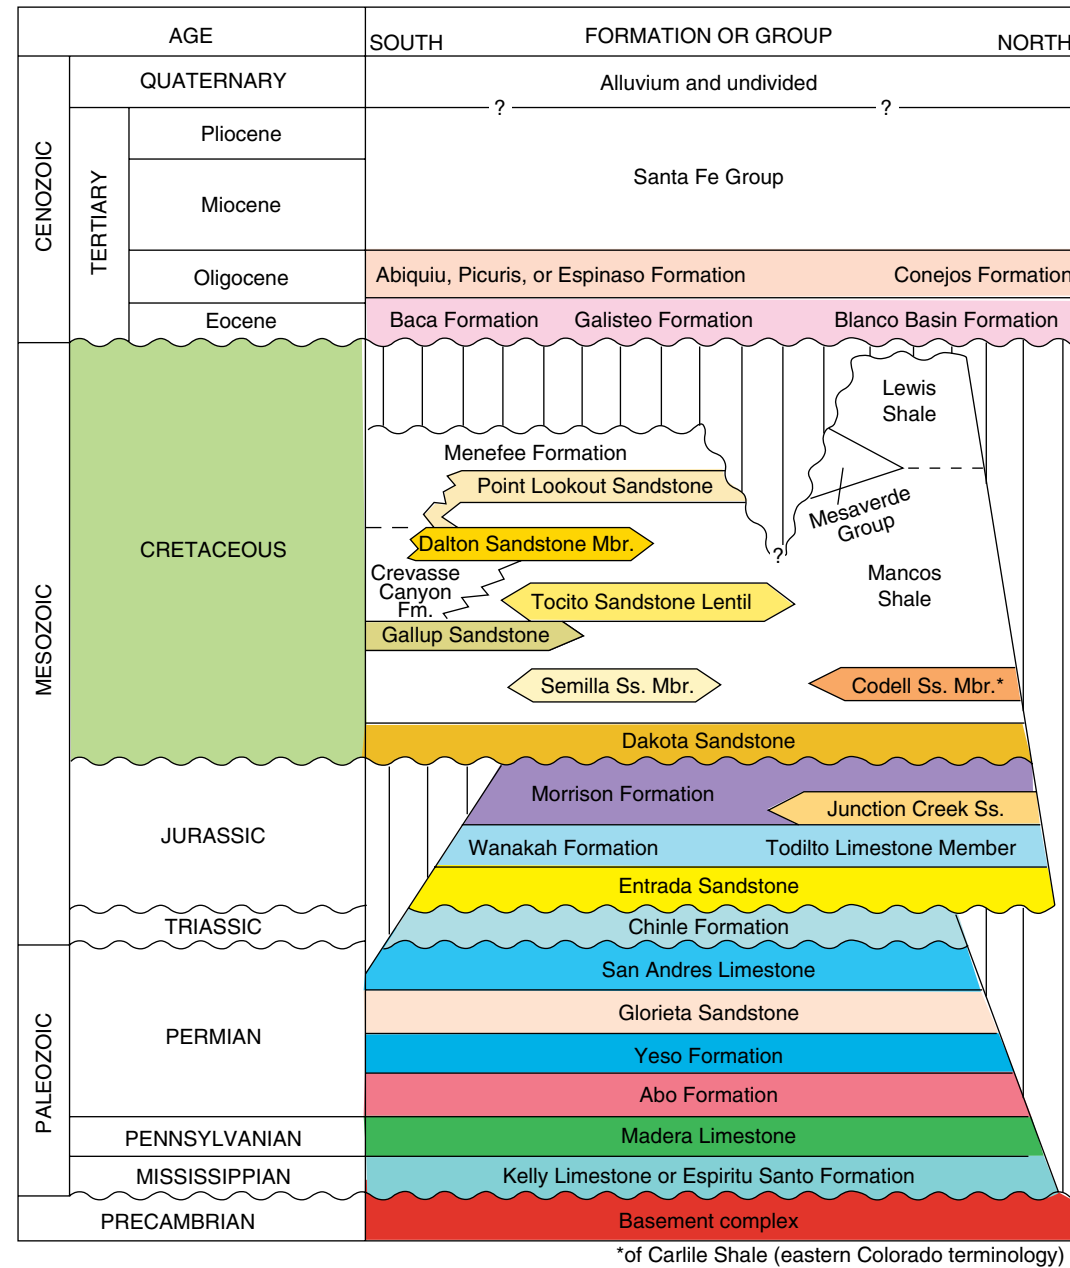 AGE
SOUTH
FORMATION OR GROUP
NORTH
CENOZOIC
QUATERNARY
Alluvium and undivided
?
?
TERTIARY
Pliocene
Miocene
Santa Fe Group
Oligocene
Abiquiu, Picuris, or Espinaso Formation
Conejos Formation
Eocene
Baca Formation
Galisteo Formation
Blanco Basin Formation
MESOZOIC
CRETACEOUS
Lewis
Shale
Menefee Formation
Point Lookout Sandstone
Mesaverde
Group
Dalton Sandstone Mbr.
?
Crevasse
Canyon
Fm.
Mancos
Shale
Tocito Sandstone Lentil
Gallup Sandstone
Semilla Ss. Mbr.
Codell Ss. Mbr.*
Dakota Sandstone
JURASSIC
Morrison Formation
Junction Creek Ss.
Wanakah Formation
Todilto Limestone Member
Entrada Sandstone
TRIASSIC
Chinle Formation
PALEOZOIC
PERMIAN
San Andres Limestone
Glorieta Sandstone
Yeso Formation
Abo Formation
PENNSYLVANIAN
Madera Limestone
MISSISSIPPIAN
Kelly Limestone or Espiritu Santo Formation
PRECAMBRIAN
Basement complex
*of Carlile Shale (eastern Colorado terminology)